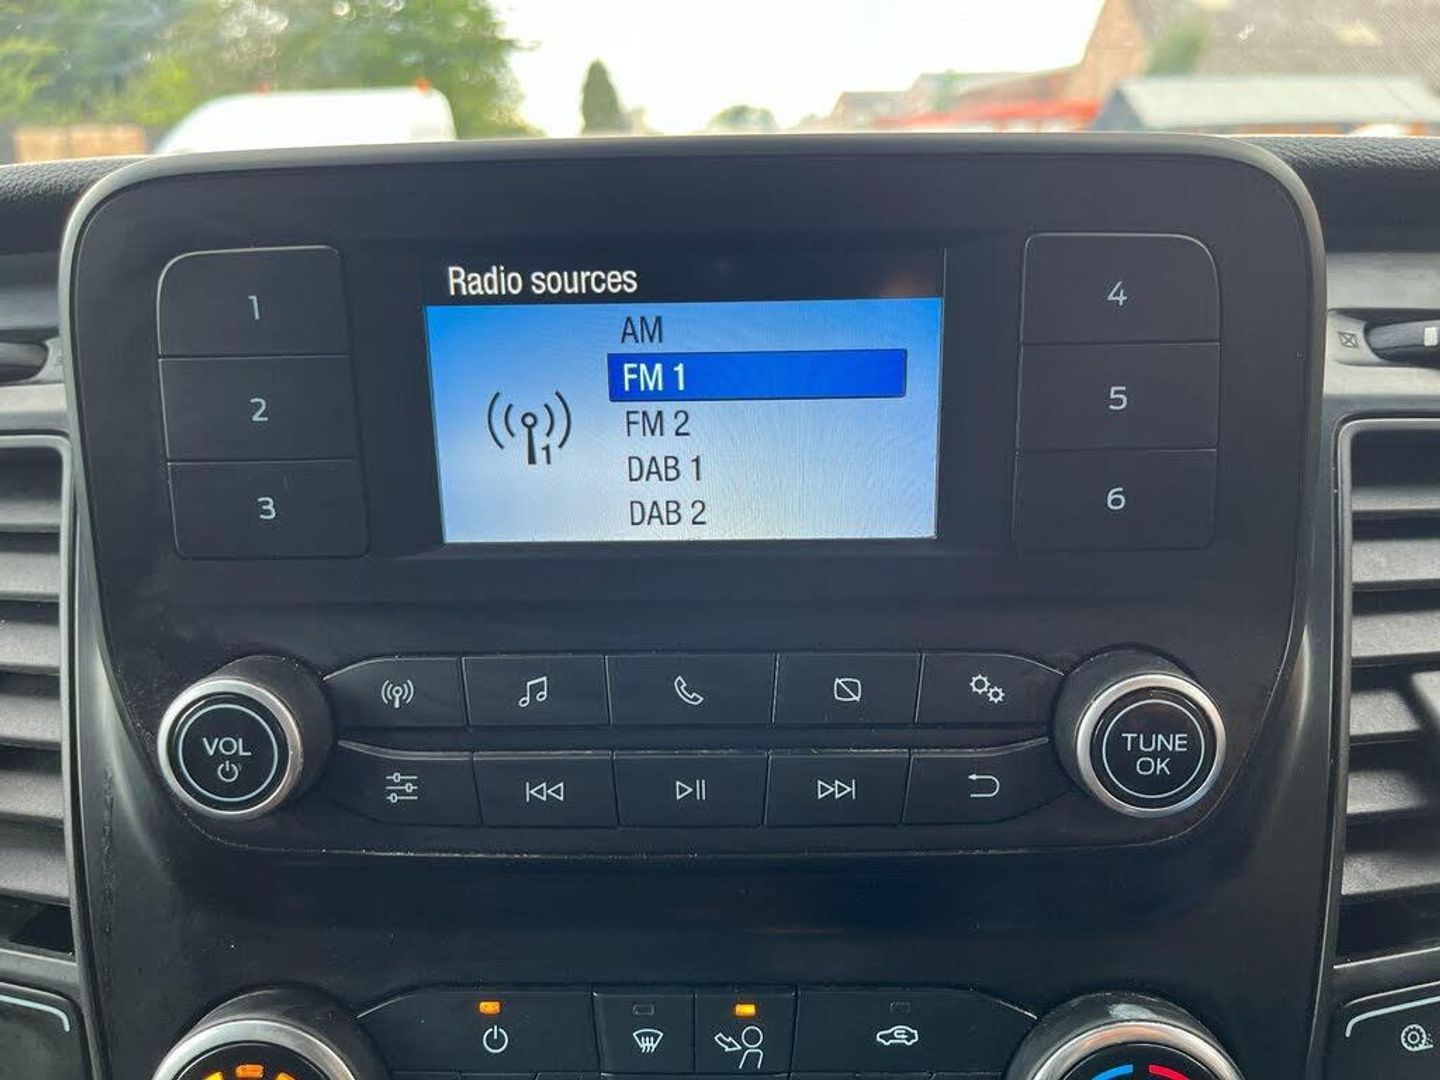 Radio sources
AM
FM 1
FM 2
DAB 1
DAB 2
1
1
2
3
4
5
6
VOL
TUNE
OK